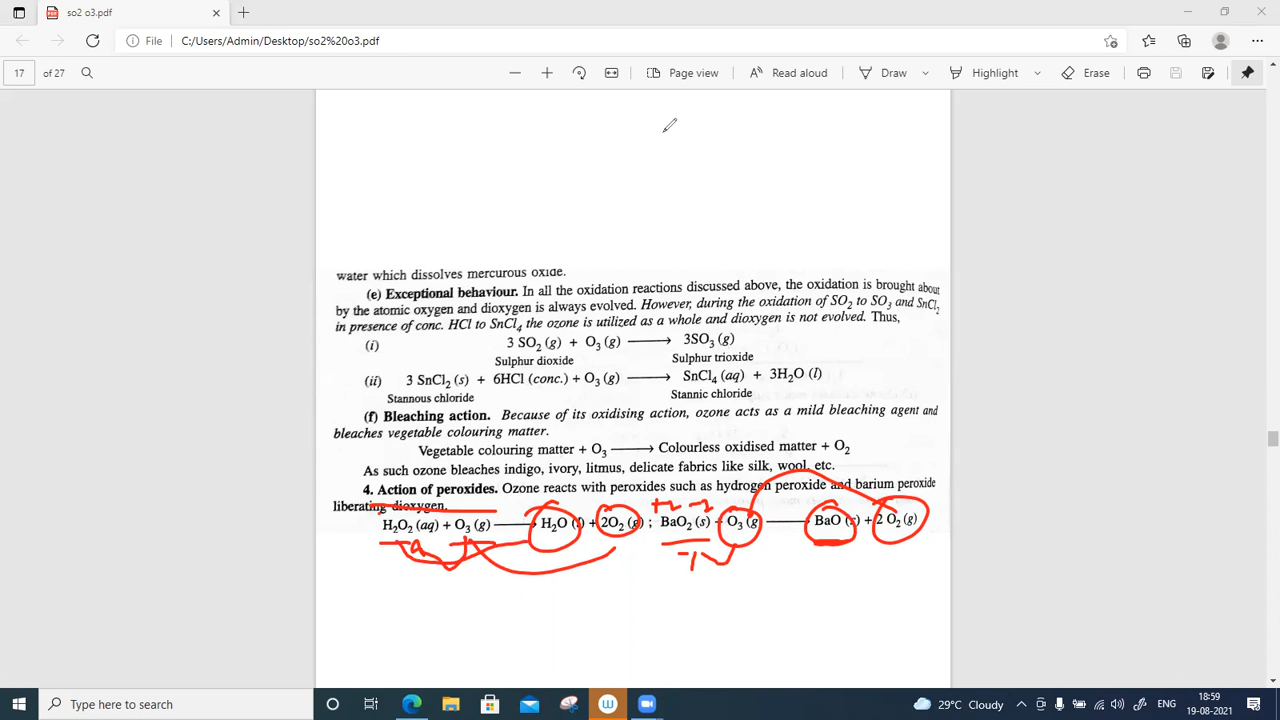 so2 o3.pdf
File C:/Users/Admin/Desktop/so2%20o3.pdf
17 of 27 Page view Read aloud Draw Highlight Erase
water which dissolves mercurous oxide.
(e) Exceptional behaviour. In all the oxidation reactions discussed above, the oxidation is brought about
by the atomic oxygen and dioxygen is always evolved. However, during the oxidation of SO₂ to SO₃ and SnCl₂
in presence of conc. HCl to SnCl₄ the ozone is utilized as a whole and dioxygen is not evolved. Thus,
(i) 3 SO₂ (g) + O₃ (g) ⟶ 3SO₃ (g)
Sulphur dioxide Sulphur trioxide
(ii) 3 SnCl₂ (s) + 6HCl (conc.) + O₃ (g) ⟶ SnCl₄ (aq) + 3H₂O (l)
Stannous chloride Stannic chloride
(f) Bleaching action. Because of its oxidising action, ozone acts as a mild bleaching agent and
bleaches vegetable colouring matter.
Vegetable colouring matter + O₃ ⟶ Colourless oxidised matter + O₂
As such ozone bleaches indigo, ivory, litmus, delicate fabrics like silk, wool, etc.
4. Action of peroxides. Ozone reacts with peroxides such as hydrogen peroxide and barium peroxide
liberating dioxygen.
+2 -2
H₂O₂ (aq) + O₃ (g) ⟶ H₂O (l) + 2O₂ (g) ; BaO₂ (s) + O₃ (g) ⟶ BaO (s) + 2 O₂ (g)
-1
Type here to search
29°C Cloudy ENG 18:59
19-08-2021